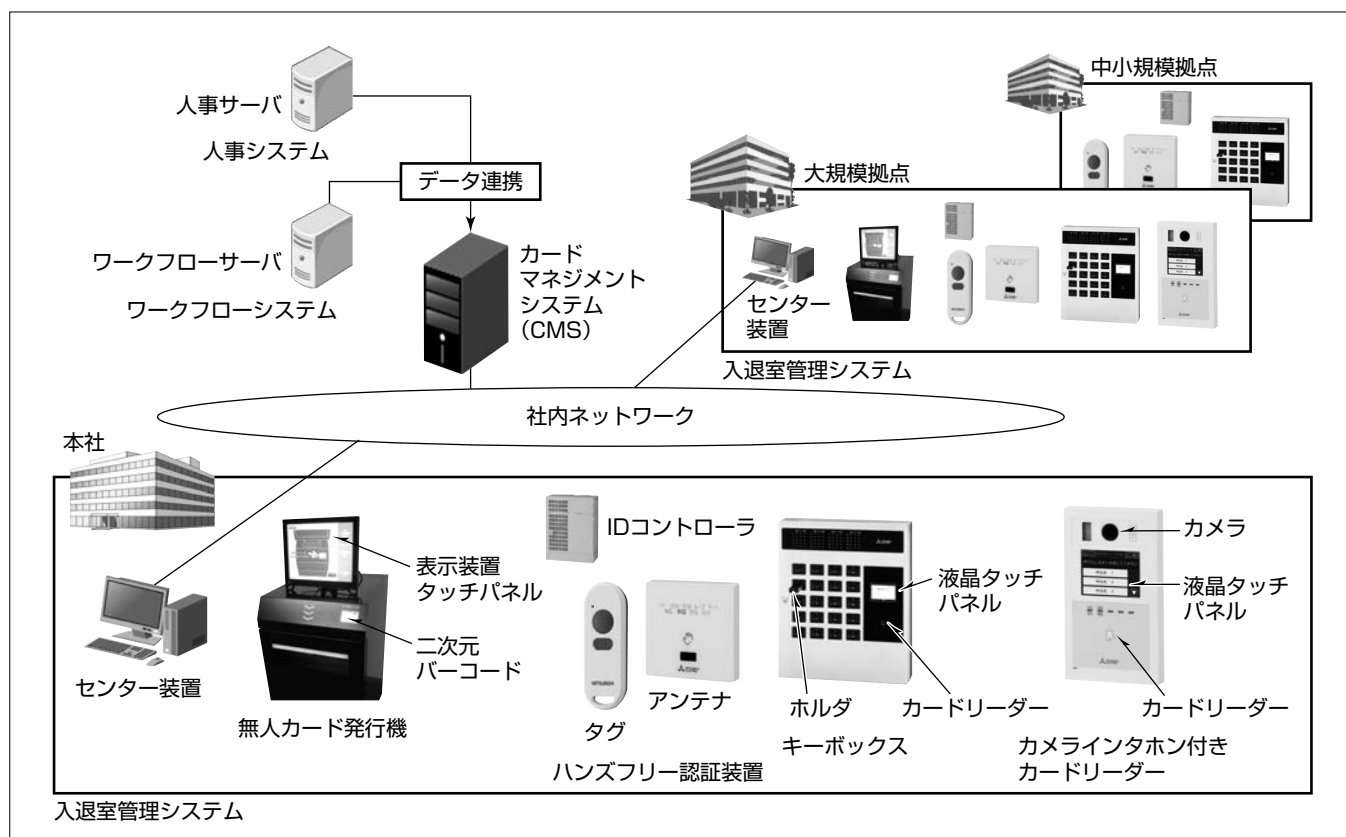 人事サーバ
人事システム
データ連携
ワークフローサーバ
ワークフローシステム
カード
マネジメント
システム
(CMS)
中小規模拠点
大規模拠点
センター
装置
入退室管理システム
社内ネットワーク
本社
センター装置
表示装置
タッチパネル
二次元
バーコード
無人カード発行機
IDコントローラ
タグ
アンテナ
ハンズフリー認証装置
液晶タッチ
パネル
ホルダ
カードリーダー
キーボックス
カメラ
液晶タッチ
パネル
カードリーダー
カメラインタホン付き
カードリーダー
入退室管理システム